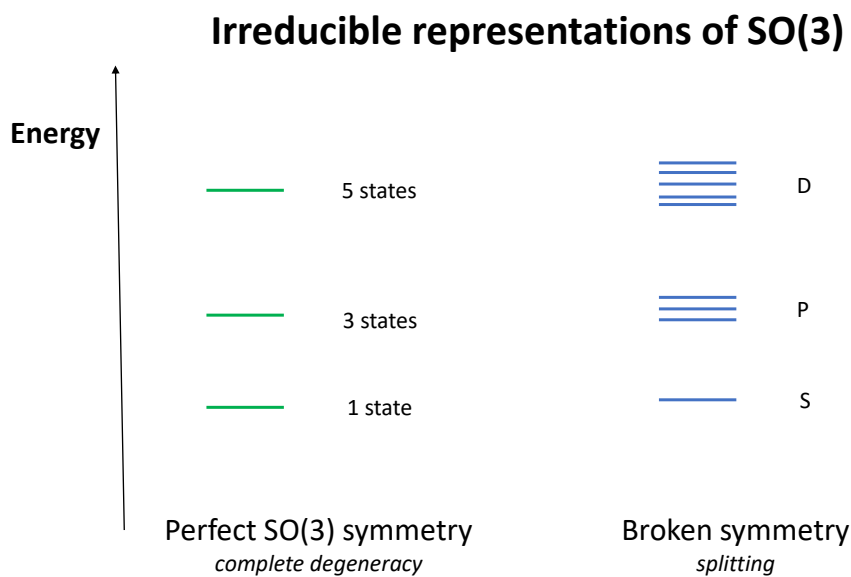 Irreducible representations of SO(3)
Energy
5 states
D
3 states
P
1 state
S
Perfect SO(3) symmetry
complete degeneracy
Broken symmetry
splitting